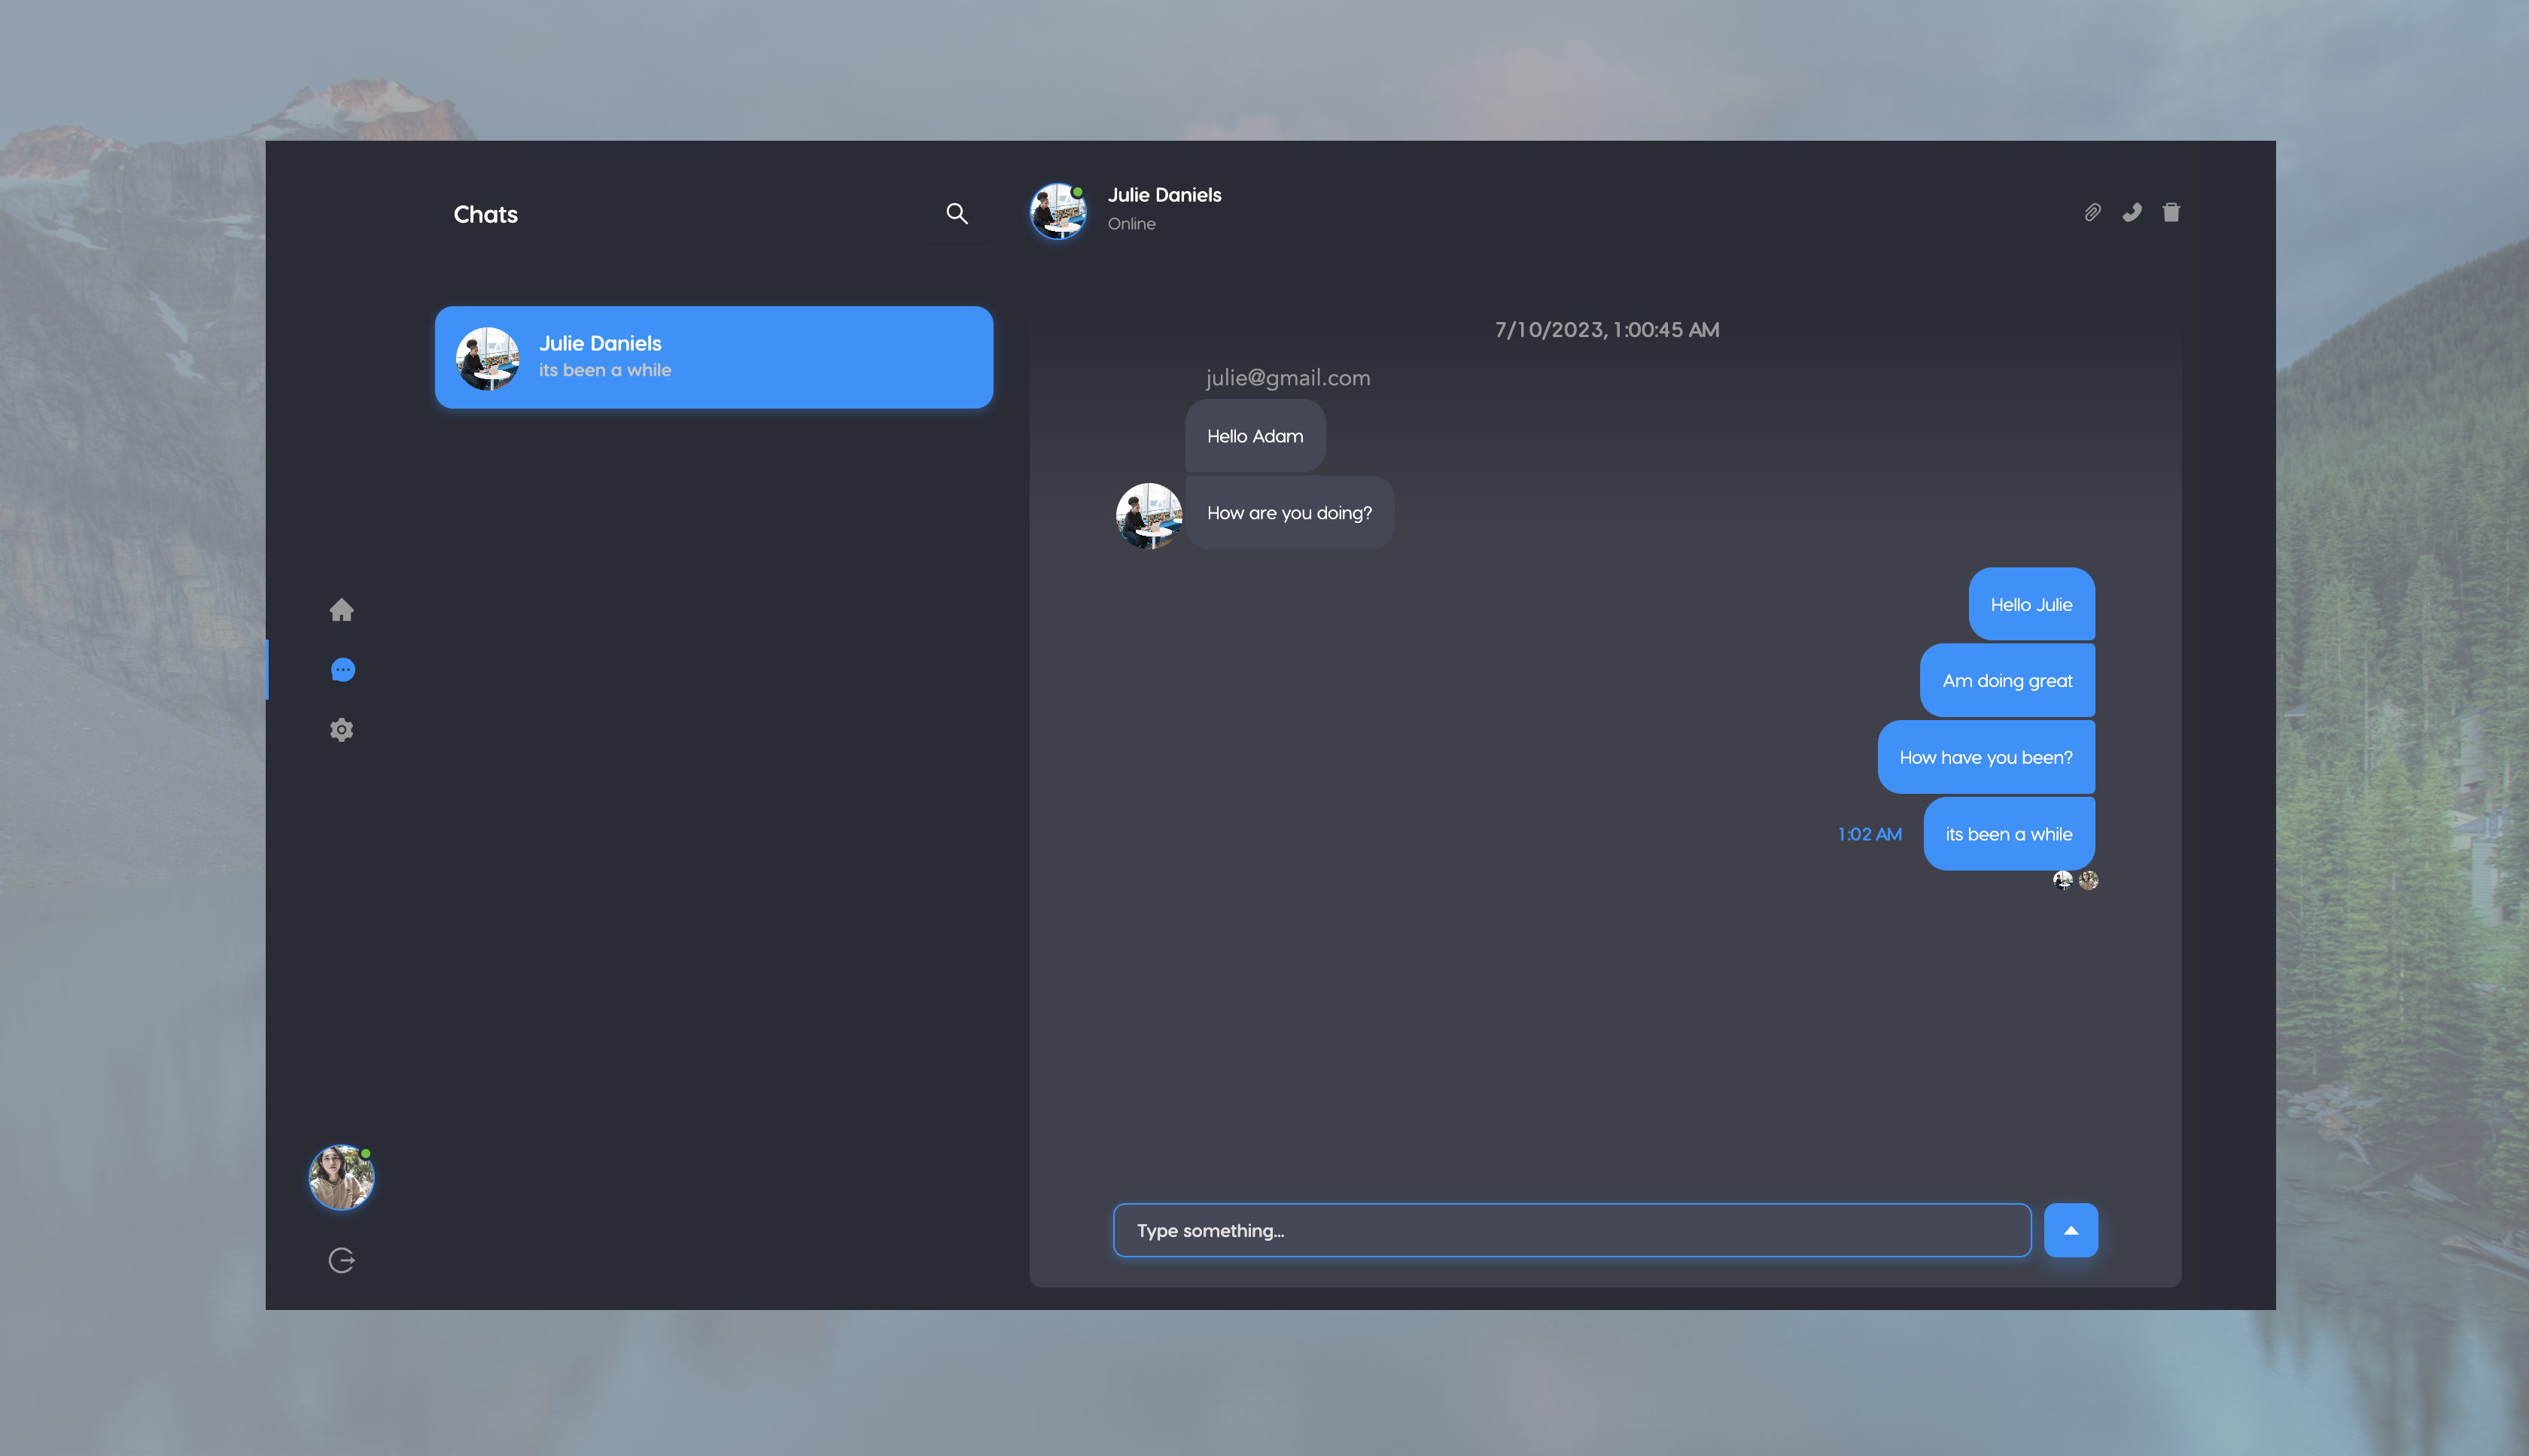 Chats
Julie Daniels
its been a while
Julie Daniels
Online
7/10/2023, 1:00:45 AM
julie@gmail.com
Hello Adam
How are you doing?
Hello Julie
Am doing great
How have you been?
1:02 AM
its been a while
Type something...